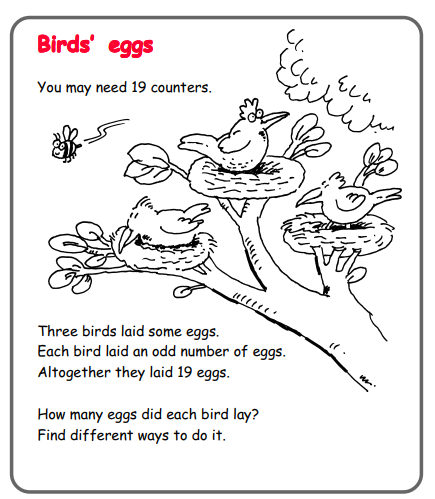 Birds' eggs
You may need 19 counters.
Three birds laid some eggs.
Each bird laid an odd number of eggs.
Altogether they laid 19 eggs.
How many eggs did each bird lay?
Find different ways to do it.